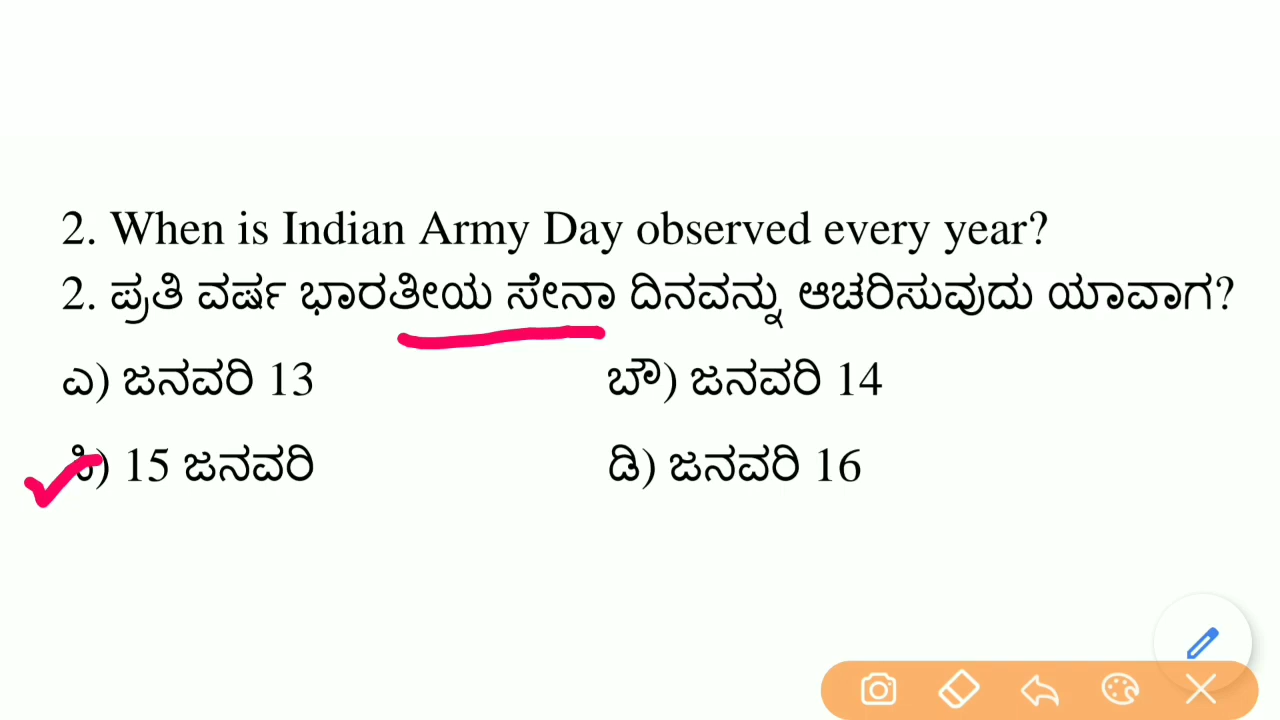 2. When is Indian Army Day observed every year?
2. ಪ್ರತಿ ವರ್ಷ ಭಾರತೀಯ ಸೇನಾ ದಿನವನ್ನು ಆಚರಿಸುವುದು ಯಾವಾಗ?
ಎ) ಜನವರಿ 13 ಬೌ) ಜನವರಿ 14
ಸಿ) 15 ಜನವರಿ ಡಿ) ಜನವರಿ 16